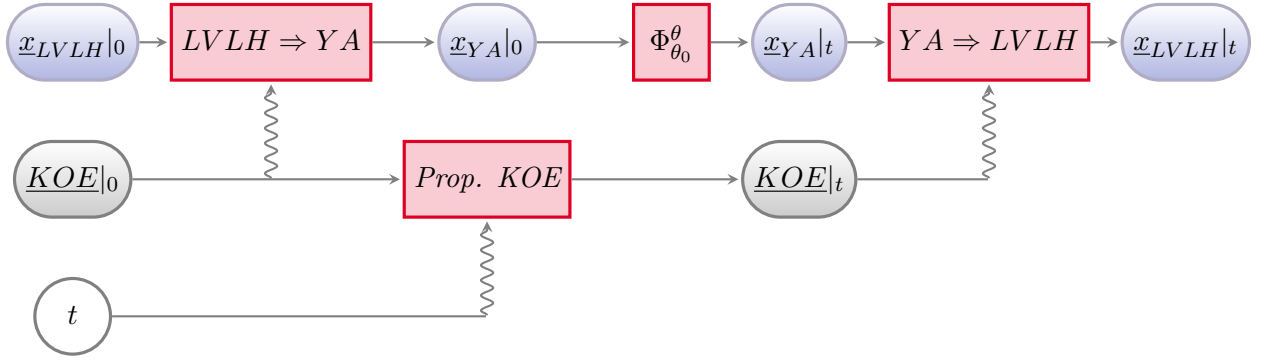 x_LVLH|0 LVLH ⇒ YA x_YA|0 Φ^θ_θ0 x_YA|t YA ⇒ LVLH x_LVLH|t
KOE|0 Prop. KOE KOE|t
t